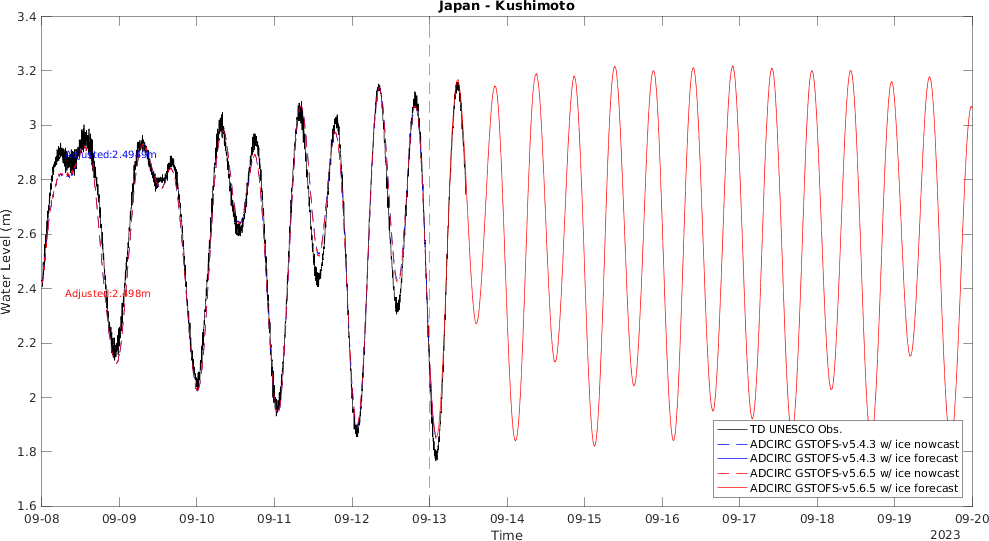 Japan - Kushimoto
3.4
3.2
3
2.8
2.6
2.4
2.2
2
1.8
1.6
Water Level (m)
Adjusted:2.4989m
Adjusted:2.498m
TD UNESCO Obs.
ADCIRC GSTOFS-v5.4.3 w/ ice nowcast
ADCIRC GSTOFS-v5.4.3 w/ ice forecast
ADCIRC GSTOFS-v5.6.5 w/ ice nowcast
ADCIRC GSTOFS-v5.6.5 w/ ice forecast
09-08 09-09 09-10 09-11 09-12 09-13 09-14 09-15 09-16 09-17 09-18 09-19 09-20
Time
2023